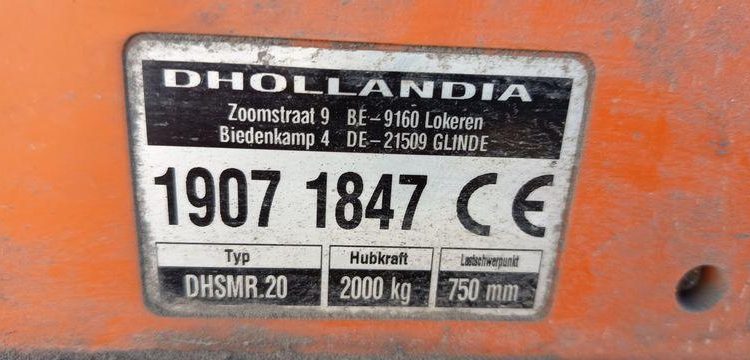 DHOLLANDIA
Zoomstraat 9 BE-9160 Lokeren
Biedenkamp 4 DE-21509 GLINDE
1907 1847 CE
Typ Hubkraft Lastschwerpunkt
DHSMR.20 2000 kg 750 mm